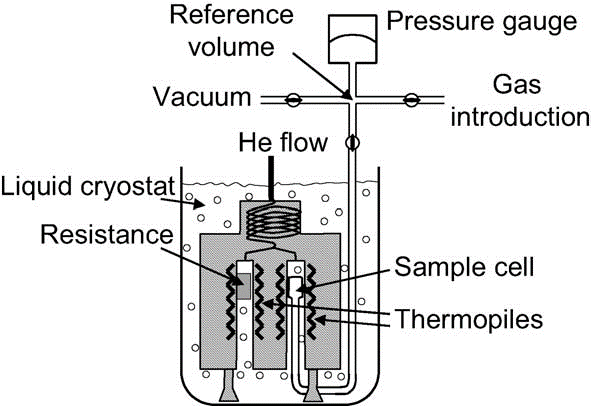 Reference
volume
Pressure gauge
Vacuum
Gas
introduction
He flow
Liquid cryostat
Resistance
Sample cell
Thermopiles